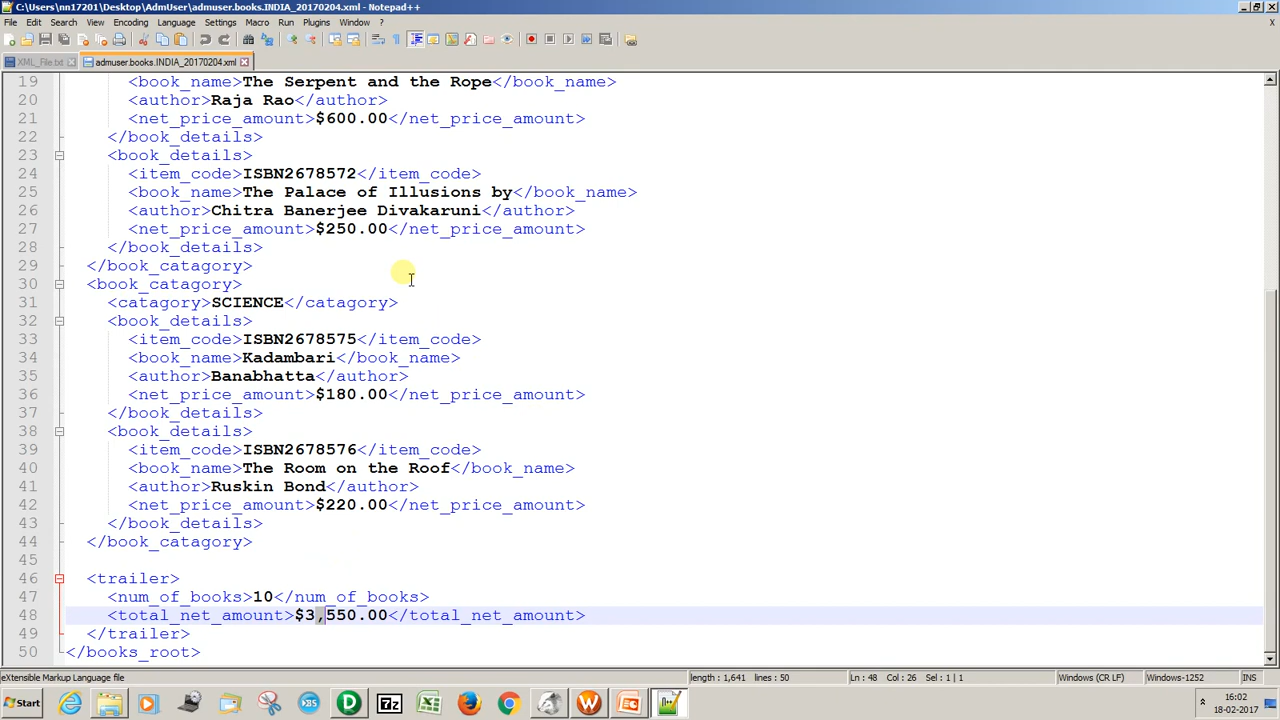 C:\Users\nn17201\Desktop\AdmUser\admuser.books.INDIA_20170204.xml - Notepad++
File Edit Search View Encoding Language Settings Macro Run Plugins Window ?
XML_File.txt admuser.books.INDIA_20170204.xml
19 <book_name>The Serpent and the Rope</book_name>
20 <author>Raja Rao</author>
21 <net_price_amount>$600.00</net_price_amount>
22 </book_details>
23 <book_details>
24 <item_code>ISBN2678572</item_code>
25 <book_name>The Palace of Illusions by</book_name>
26 <author>Chitra Banerjee Divakaruni</author>
27 <net_price_amount>$250.00</net_price_amount>
28 </book_details>
29 </book_catagory>
30 <book_catagory>
31 <catagory>SCIENCE</catagory>
32 <book_details>
33 <item_code>ISBN2678575</item_code>
34 <book_name>Kadambari</book_name>
35 <author>Banabhatta</author>
36 <net_price_amount>$180.00</net_price_amount>
37 </book_details>
38 <book_details>
39 <item_code>ISBN2678576</item_code>
40 <book_name>The Room on the Roof</book_name>
41 <author>Ruskin Bond</author>
42 <net_price_amount>$220.00</net_price_amount>
43 </book_details>
44 </book_catagory>
45
46 <trailer>
47 <num_of_books>10</num_of_books>
48 <total_net_amount>$3,550.00</total_net_amount>
49 </trailer>
50 </books_root>
eXtensible Markup Language file length : 1,641 lines : 50 Ln : 48 Col : 26 Sel : 1 | 1 Windows (CR LF) Windows-1252 INS
Start 7z 16:02
18-02-2017